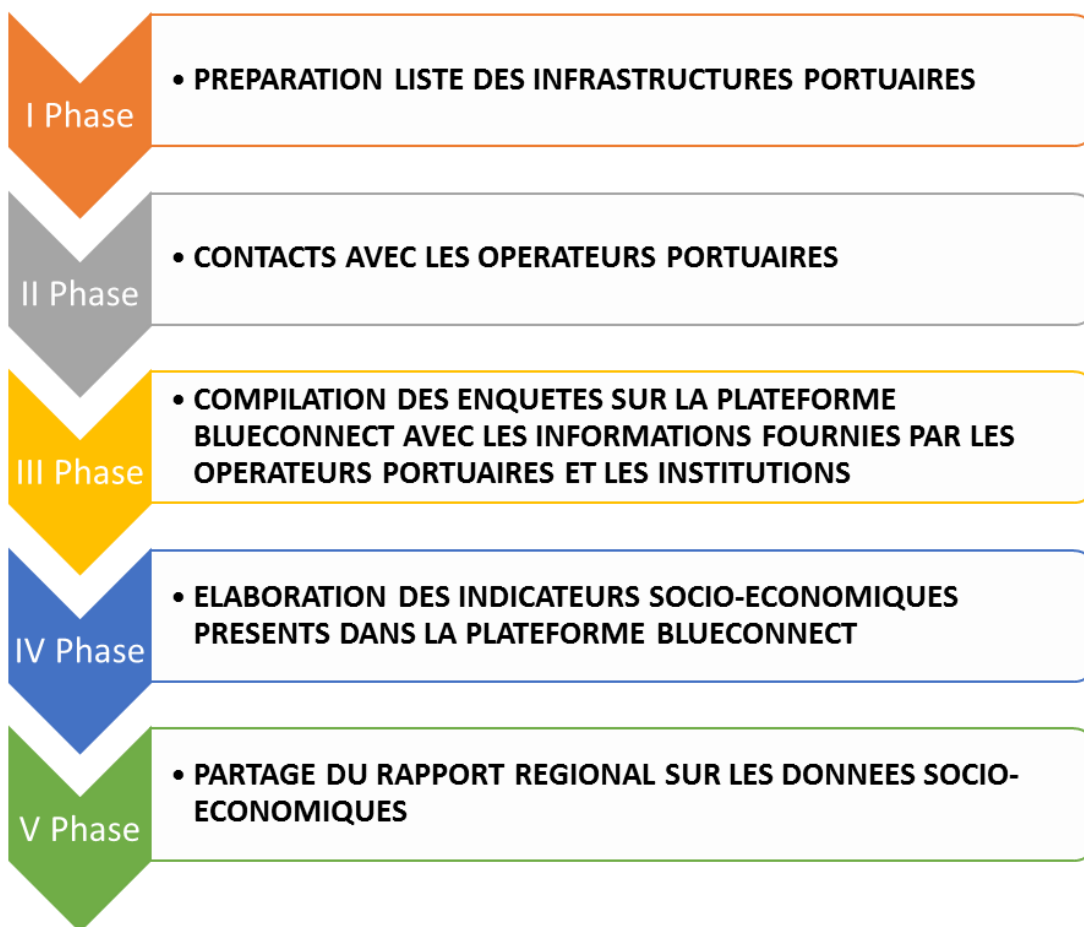 I Phase
• PREPARATION LISTE DES INFRASTRUCTURES PORTUAIRES
II Phase
• CONTACTS AVEC LES OPERATEURS PORTUAIRES
III Phase
• COMPILATION DES ENQUETES SUR LA PLATEFORME
BLUECONNECT AVEC LES INFORMATIONS FOURNIES PAR LES
OPERATEURS PORTUAIRES ET LES INSTITUTIONS
IV Phase
• ELABORATION DES INDICATEURS SOCIO-ECONOMIQUES
PRESENTS DANS LA PLATEFORME BLUECONNECT
V Phase
• PARTAGE DU RAPPORT REGIONAL SUR LES DONNEES SOCIO-
ECONOMIQUES